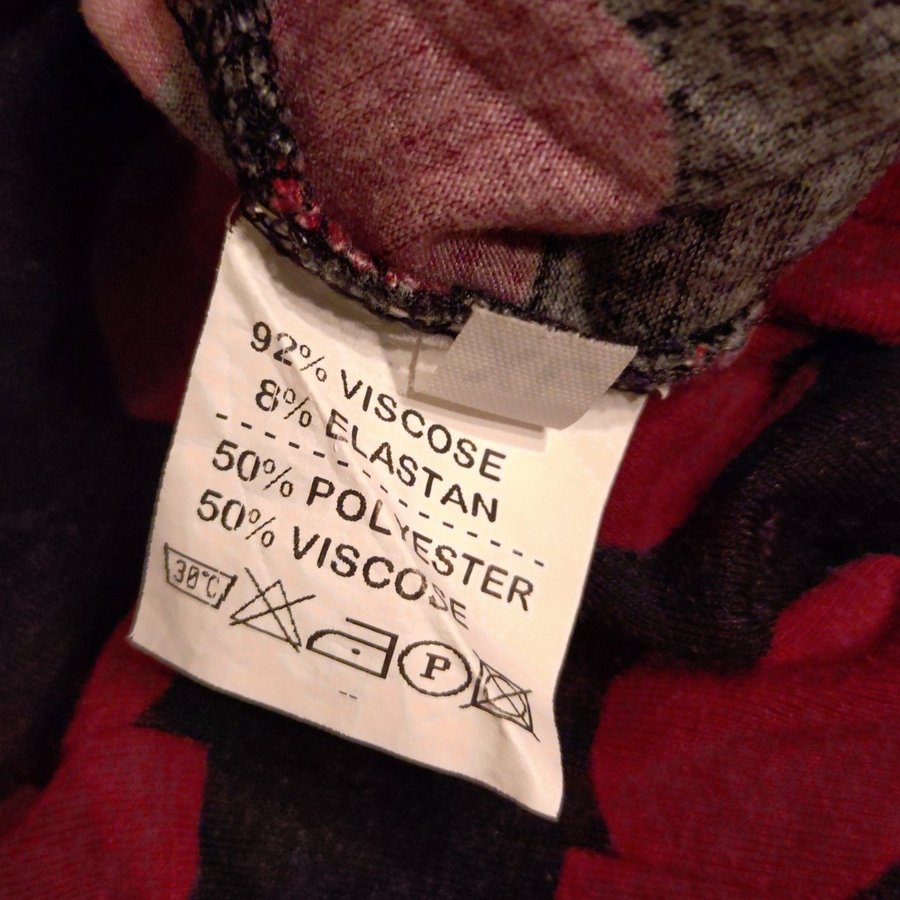 92% VISCOSE
8% ELASTAN
50% POLYESTER
50% VISCOSE
30°C P